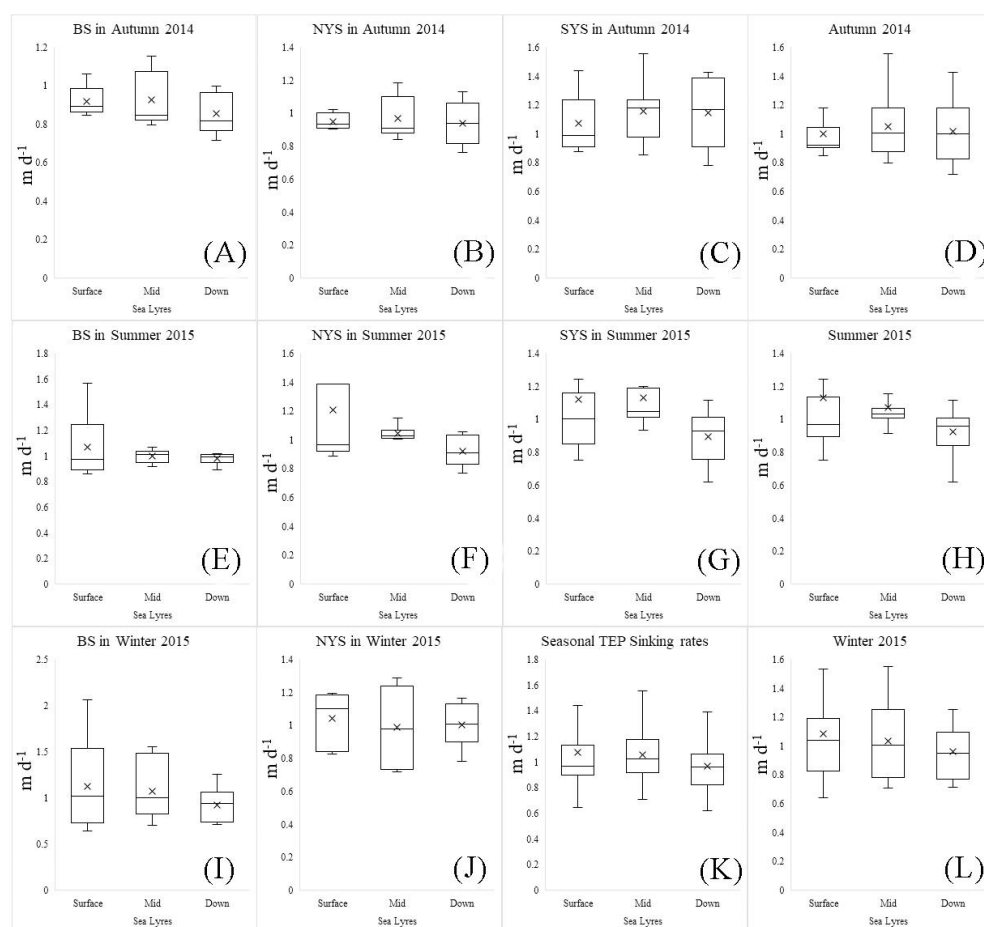 BS in Autumn 2014
1.2
1
0.8
0.6
0.4
0.2
0
m d-1
Surface Mid Down
Sea Lyres
(A)
NYS in Autumn 2014
1.4
1.2
1
0.8
0.6
0.4
0.2
0
m d-1
Surface Mid Down
Sea Lyres
(B)
SYS in Autumn 2014
1.6
1.4
1.2
1
0.8
0.6
0.4
0.2
0
m d-1
Surface Mid Down
Sea Lyres
(C)
Autumn 2014
1.6
1.4
1.2
1
0.8
0.6
0.4
0.2
0
m d-1
Surface Mid Down
Sea Lyres
(D)
BS in Summer 2015
1.8
1.6
1.4
1.2
1
0.8
0.6
0.4
0.2
0
m d-1
Surface Mid Down
Sea Lyres
(E)
NYS in Summer 2015
1.6
1.4
1.2
1
0.8
0.6
0.4
0.2
0
m d-1
Surface Mid Down
Sea Lyres
(F)
SYS in Summer 2015
1.4
1.2
1
0.8
0.6
0.4
0.2
0
m d-1
Surface Mid Down
Sea Lyres
(G)
Summer 2015
1.4
1.2
1
0.8
0.6
0.4
0.2
0
m d-1
Surface Mid Down
Sea Lyres
(H)
BS in Winter 2015
2.5
2
1.5
1
0.5
0
m d-1
Surface Mid Down
Sea Lyres
(I)
NYS in Winter 2015
1.4
1.2
1
0.8
0.6
0.4
0.2
0
m d-1
Surface Mid Down
Sea Lyres
(J)
Seasonal TEP Sinking rates
1.8
1.6
1.4
1.2
1
0.8
0.6
0.4
0.2
0
m d-1
Surface Mid Down
Sea Lyres
(K)
Winter 2015
1.8
1.6
1.4
1.2
1
0.8
0.6
0.4
0.2
0
m d-1
Surface Mid Down
Sea Lyres
(L)